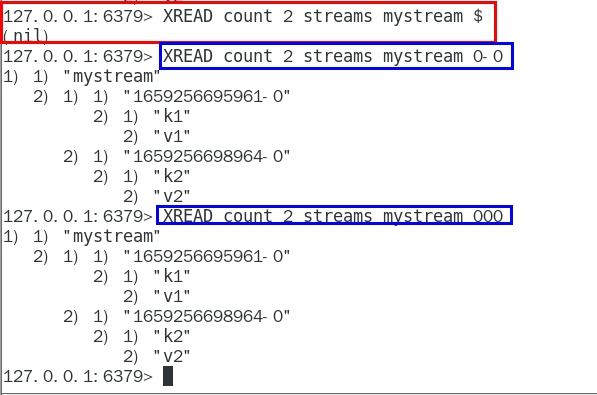 127.0.0.1:6379> XREAD count 2 streams mystream $
(nil)
127.0.0.1:6379> XREAD count 2 streams mystream 0-0
1) 1) "mystream"
   2) 1) 1) "1659256695961-0"
         2) 1) "k1"
            2) "v1"
      2) 1) "1659256698964-0"
         2) 1) "k2"
            2) "v2"
127.0.0.1:6379> XREAD count 2 streams mystream 000
1) 1) "mystream"
   2) 1) 1) "1659256695961-0"
         2) 1) "k1"
            2) "v1"
      2) 1) "1659256698964-0"
         2) 1) "k2"
            2) "v2"
127.0.0.1:6379>